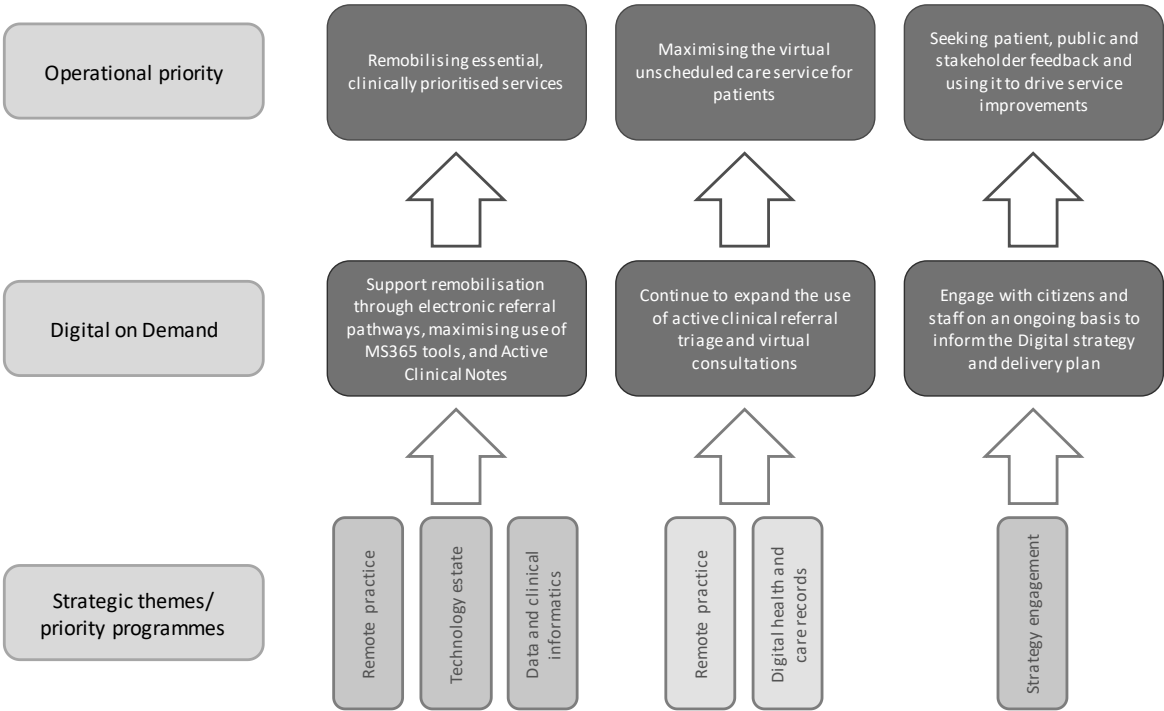 Operational priority
Remobilising essential,
clinically prioritised services
Maximising the virtual
unscheduled care service for
patients
Seeking patient, public and
stakeholder feedback and
using it to drive service
improvements
Digital on Demand
Support remobilisation
through electronic referral
pathways, maximising use of
MS365 tools, and Active
Clinical Notes
Continue to expand the use
of active clinical referral
triage and virtual
consultations
Engage with citizens and
staff on an ongoing basis to
inform the Digital strategy
and delivery plan
Strategic themes/
priority programmes
Remote practice
Technology estate
Data and clinical
informatics
Remote practice
Digital health and
care records
Strategy engagement